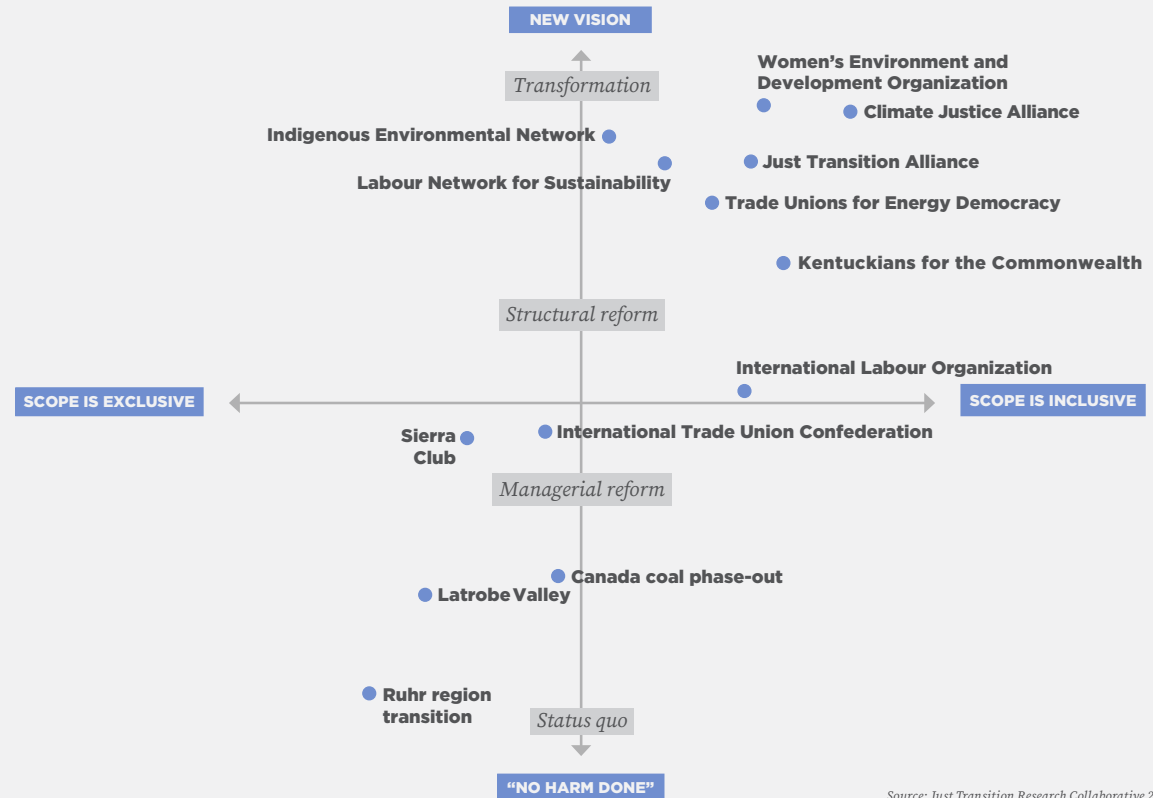 NEW VISION
Women’s Environment and
Development Organization
Transformation
Climate Justice Alliance
Indigenous Environmental Network
Just Transition Alliance
Labour Network for Sustainability
Trade Unions for Energy Democracy
Kentuckians for the Commonwealth
Structural reform
International Labour Organization
SCOPE IS EXCLUSIVE
SCOPE IS INCLUSIVE
Sierra
Club
International Trade Union Confederation
Managerial reform
Canada coal phase-out
Latrobe Valley
Ruhr region
transition
Status quo
“NO HARM DONE”
Source: Just Transition Research Collaborative